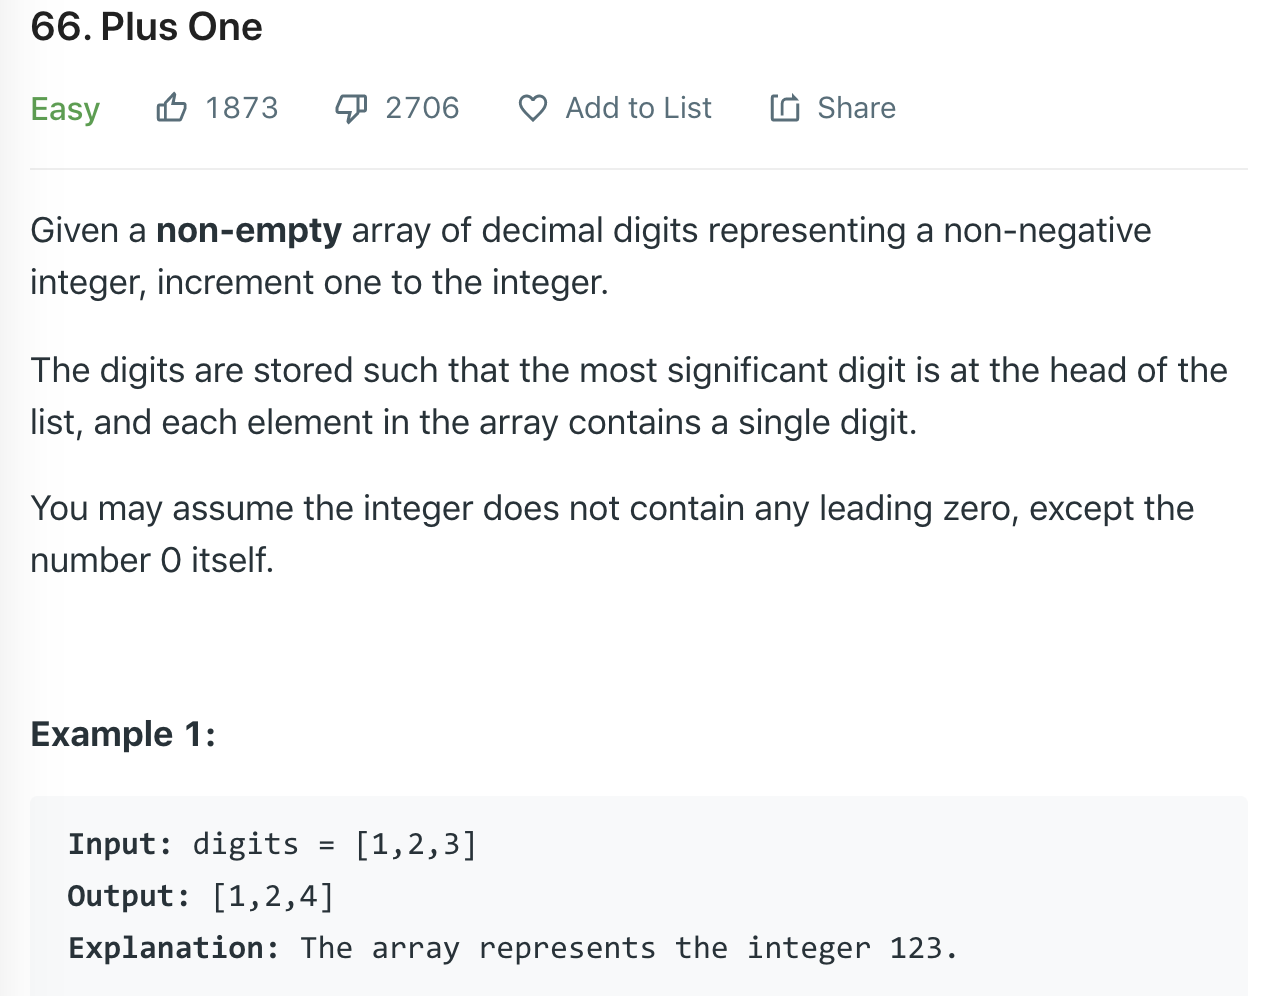 66. Plus One
Easy 1873 2706 Add to List Share
Given a non-empty array of decimal digits representing a non-negative
integer, increment one to the integer.
The digits are stored such that the most significant digit is at the head of the
list, and each element in the array contains a single digit.
You may assume the integer does not contain any leading zero, except the
number 0 itself.
Example 1:
Input: digits = [1,2,3]
Output: [1,2,4]
Explanation: The array represents the integer 123.